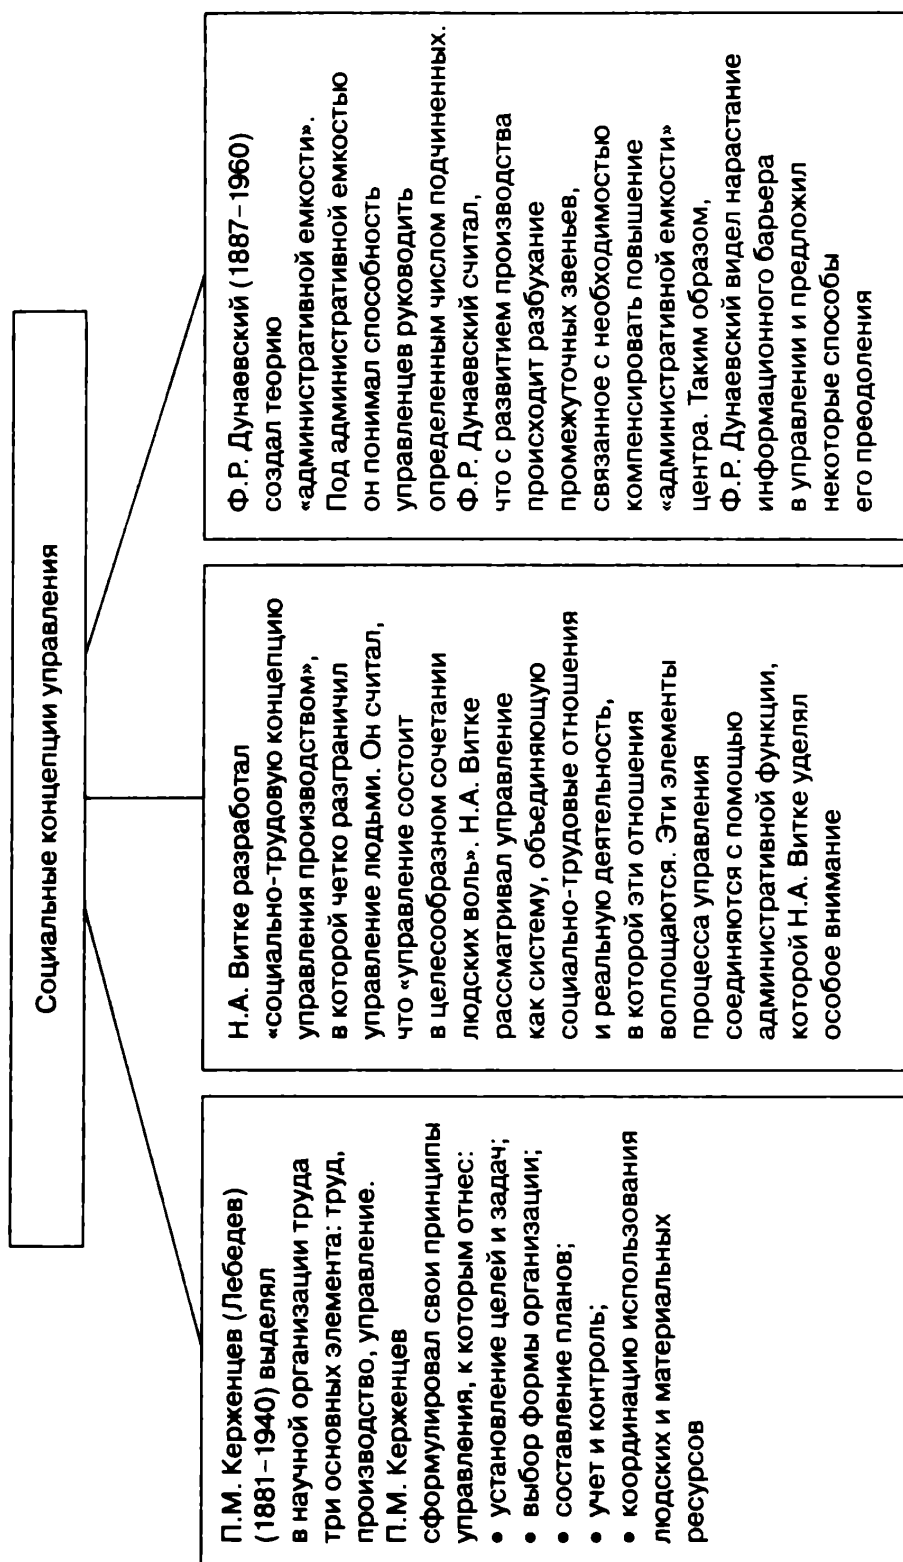 Социальные концепции управления
П.М. Керженцев (Лебедев)
(1881–1940) выделял
в научной организации труда
три основных элемента: труд,
производство, управление.
П.М. Керженцев
сформулировал свои принципы
управления, к которым отнес:
• установление целей и задач;
• выбор формы организации;
• составление планов;
• учет и контроль;
• координацию использования
людских и материальных
ресурсов
Н.А. Витке разработал
«социально-трудовую концепцию
управления производством»,
в которой четко разграничил
управление людьми. Он считал,
что «управление состоит
в целесообразном сочетании
людских воль». Н.А. Витке
рассматривал управление
как систему, объединяющую
социально-трудовые отношения
и реальную деятельность,
в которой эти отношения
воплощаются. Эти элементы
процесса управления
соединяются с помощью
административной функции,
которой Н.А. Витке уделял
особое внимание
Ф.Р. Дунаевский (1887–1960)
создал теорию
«административной емкости».
Под административной емкостью
он понимал способность
управленцев руководить
определенным числом подчиненных.
Ф.Р. Дунаевский считал,
что с развитием производства
происходит разбухание
промежуточных звеньев,
связанное с необходимостью
компенсировать повышение
«административной емкости»
центра. Таким образом,
Ф.Р. Дунаевский видел нарастание
информационного барьера
в управлении и предложил
некоторые способы
его преодоления